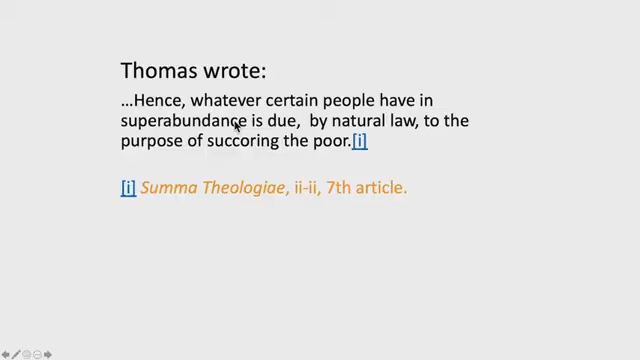 Thomas wrote:
…Hence, whatever certain people have in
superabundance is due, by natural law, to the
purpose of succoring the poor.[i]
[i] Summa Theologiae, ii-ii, 7th article.